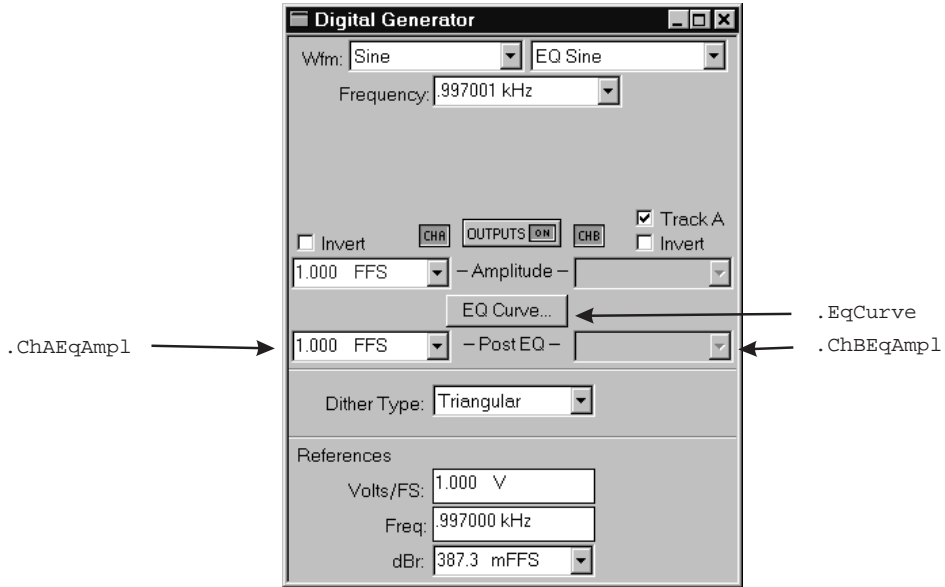 Digital Generator
Wfm: Sine EQ Sine
Frequency: .997001 kHz
Track A
Invert CHA OUTPUTS ON CHB Invert
1.000 FFS – Amplitude –
EQ Curve... .EqCurve
.ChAEqAmpl 1.000 FFS – Post EQ – .ChBEqAmpl
Dither Type: Triangular
References
Volts/FS: 1.000 V
Freq: .997000 kHz
dBr: 387.3 mFFS